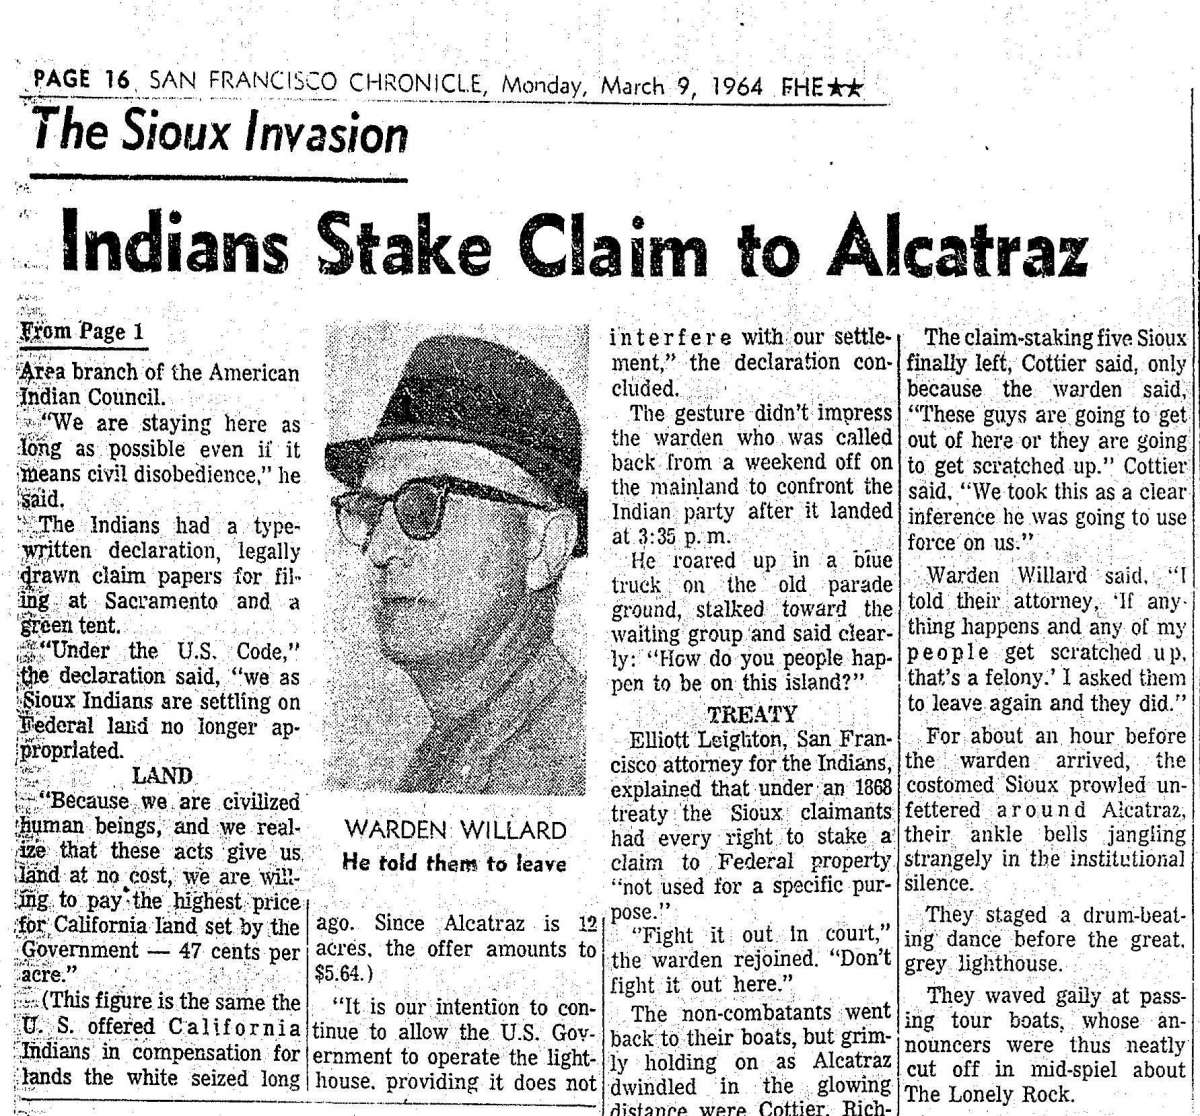 PAGE 16 SAN FRANCISCO CHRONICLE, Monday, March 9, 1964 FHE★★
The Sioux Invasion
Indians Stake Claim to Alcatraz
From Page 1
Area branch of the American
Indian Council.
"We are staying here as
long as possible even if it
means civil disobedience," he
said.
The Indians had a type-
written declaration, legally
drawn claim papers for fil-
ing at Sacramento and a
green tent.
"Under the U.S. Code,"
the declaration said, "we as
Sioux Indians are settling on
Federal land no longer ap-
propriated.
LAND
"Because we are civilized
human beings, and we real-
ize that these acts give us
land at no cost, we are will-
ing to pay the highest price
for California land set by the
Government — 47 cents per
acre."
(This figure is the same the
U. S. offered California
Indians in compensation for
lands the white seized long
WARDEN WILLARD
He told them to leave
ago. Since Alcatraz is 12
acres, the offer amounts to
$5.64.)
"It is our intention to con-
tinue to allow the U.S. Gov-
ernment to operate the light-
house, providing it does not
interfere with our settle-
ment," the declaration con-
cluded.
The gesture didn't impress
the warden who was called
back from a weekend off on
the mainland to confront the
Indian party after it landed
at 3:35 p. m.
He roared up in a blue
truck on the old parade
ground, stalked toward the
waiting group and said clear-
ly: "How do you people hap-
pen to be on this island?"
TREATY
Elliott Leighton, San Fran-
cisco attorney for the Indians,
explained that under an 1868
treaty the Sioux claimants
had every right to stake a
claim to Federal property
"not used for a specific pur-
pose."
"Fight it out in court,"
the warden rejoined. "Don't
fight it out here."
The non-combatants went
back to their boats, but grim-
ly holding on as Alcatraz
dwindled in the glowing
distance were Cottier, Rich-
The claim-staking five Sioux
finally left, Cottier said, only
because the warden said,
"These guys are going to get
out of here or they are going
to get scratched up." Cottier
said, "We took this as a clear
inference he was going to use
force on us."
Warden Willard said, "I
told their attorney, 'If any-
thing happens and any of my
people get scratched up,
that's a felony.' I asked them
to leave again and they did."
For about an hour before
the warden arrived, the
costomed Sioux prowled un-
fettered around Alcatraz,
their ankle bells jangling
strangely in the institutional
silence.
They staged a drum-beat-
ing dance before the great,
grey lighthouse.
They waved gaily at pass-
ing tour boats, whose an-
nouncers were thus neatly
cut off in mid-spiel about
The Lonely Rock.